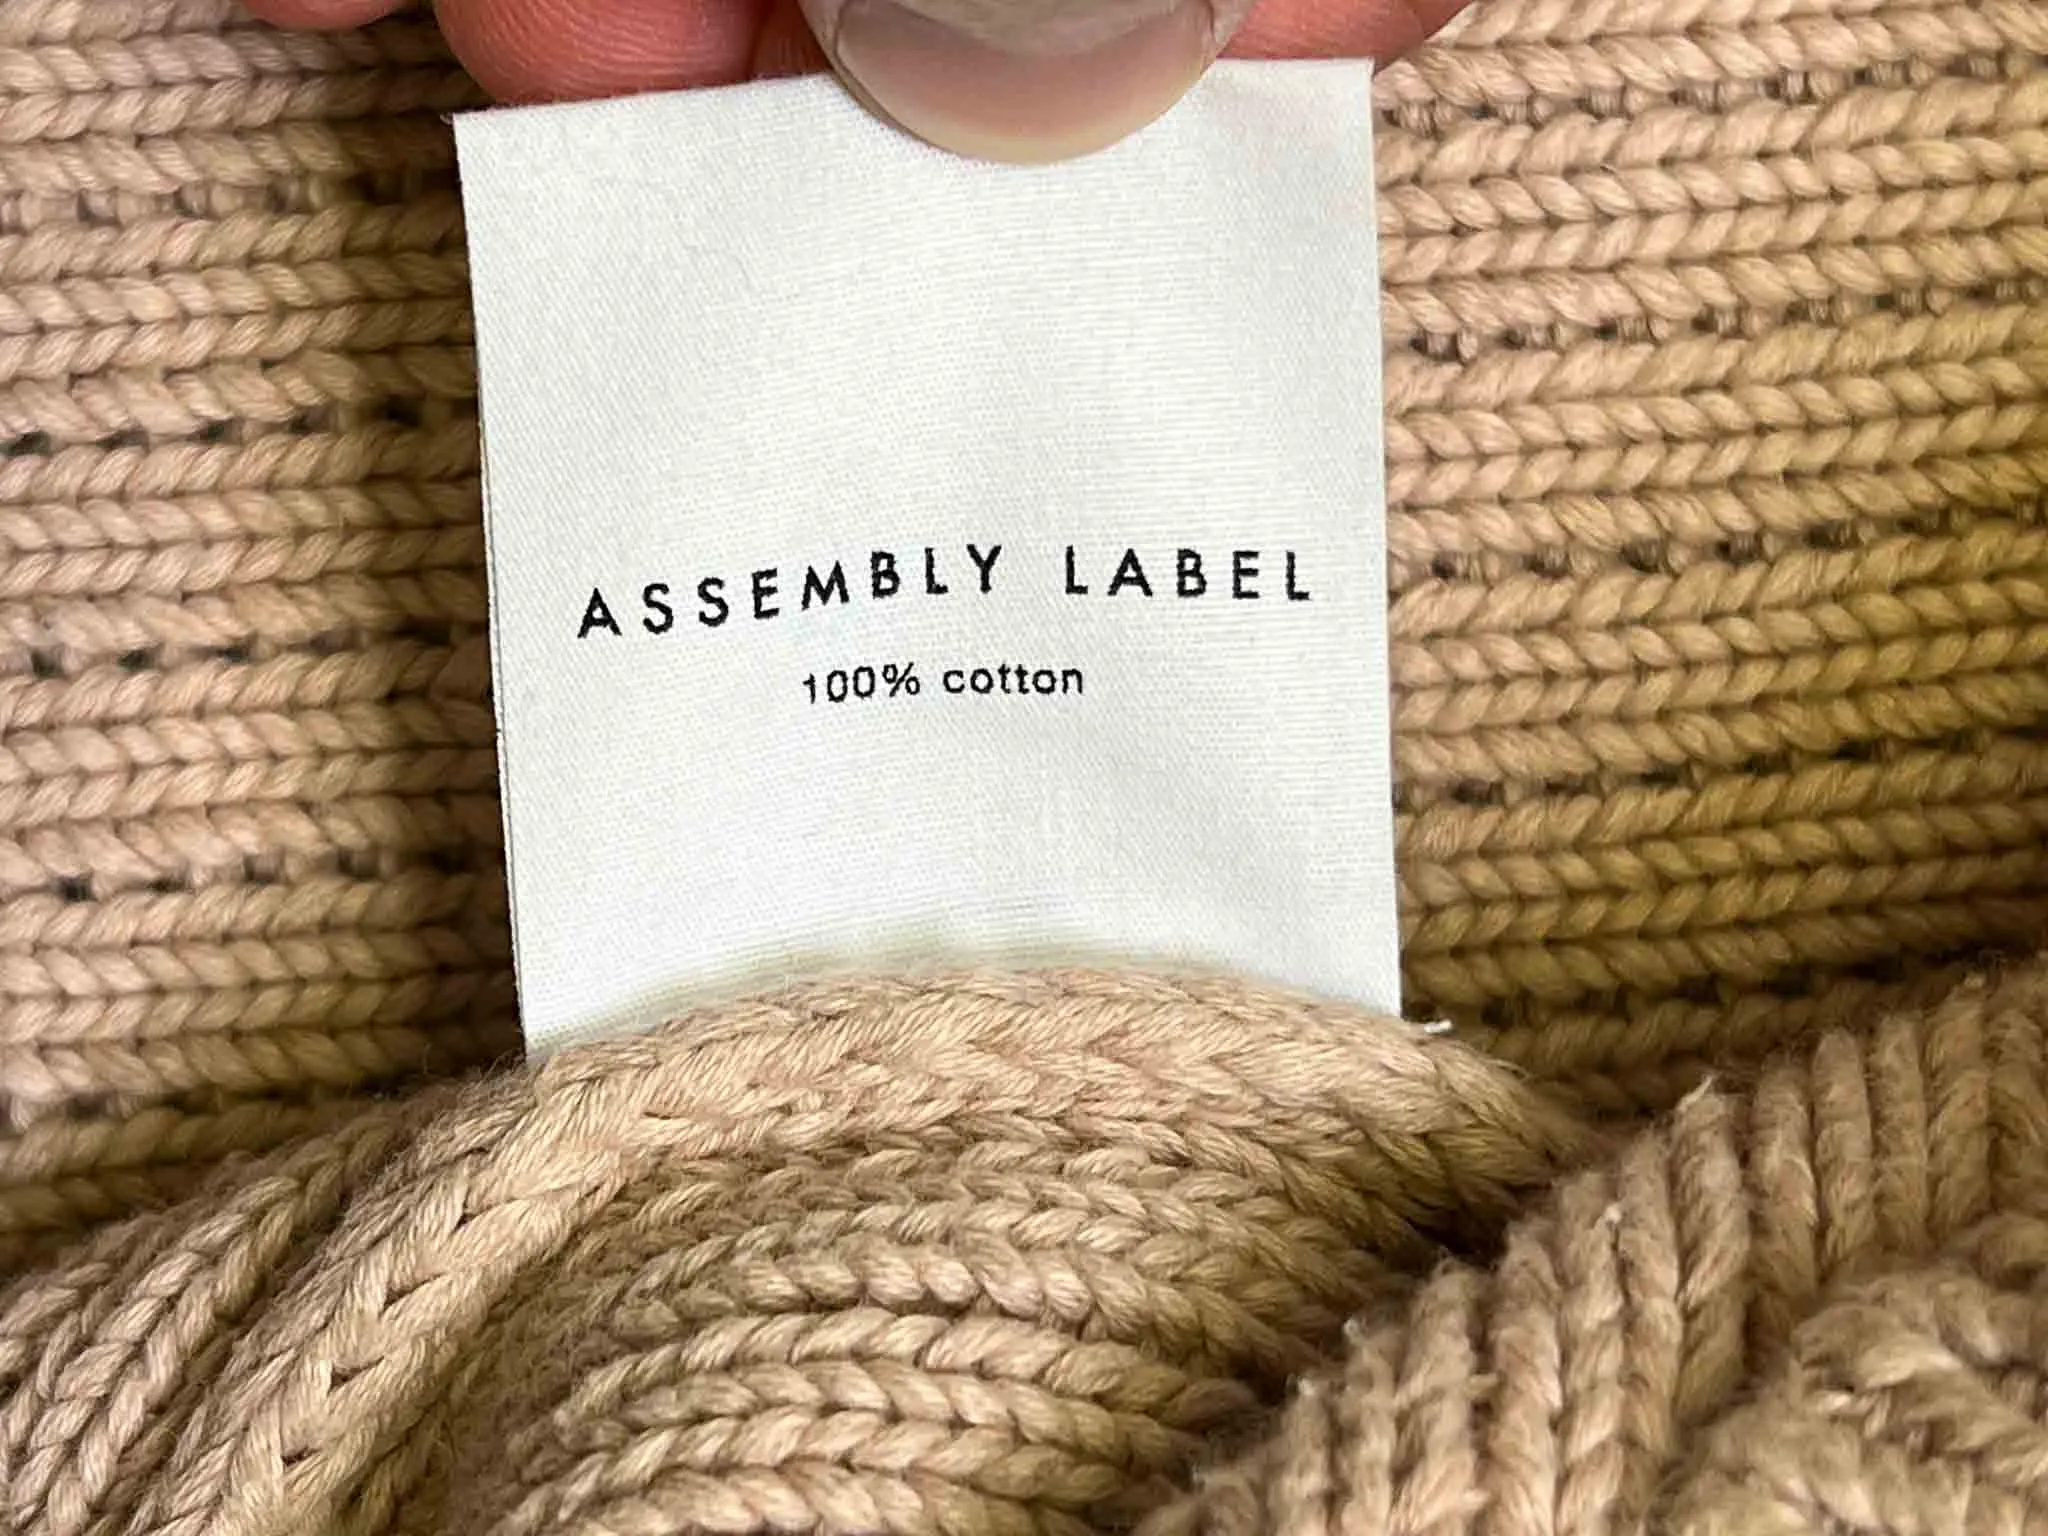 ASSEMBLY LABEL
100% cotton